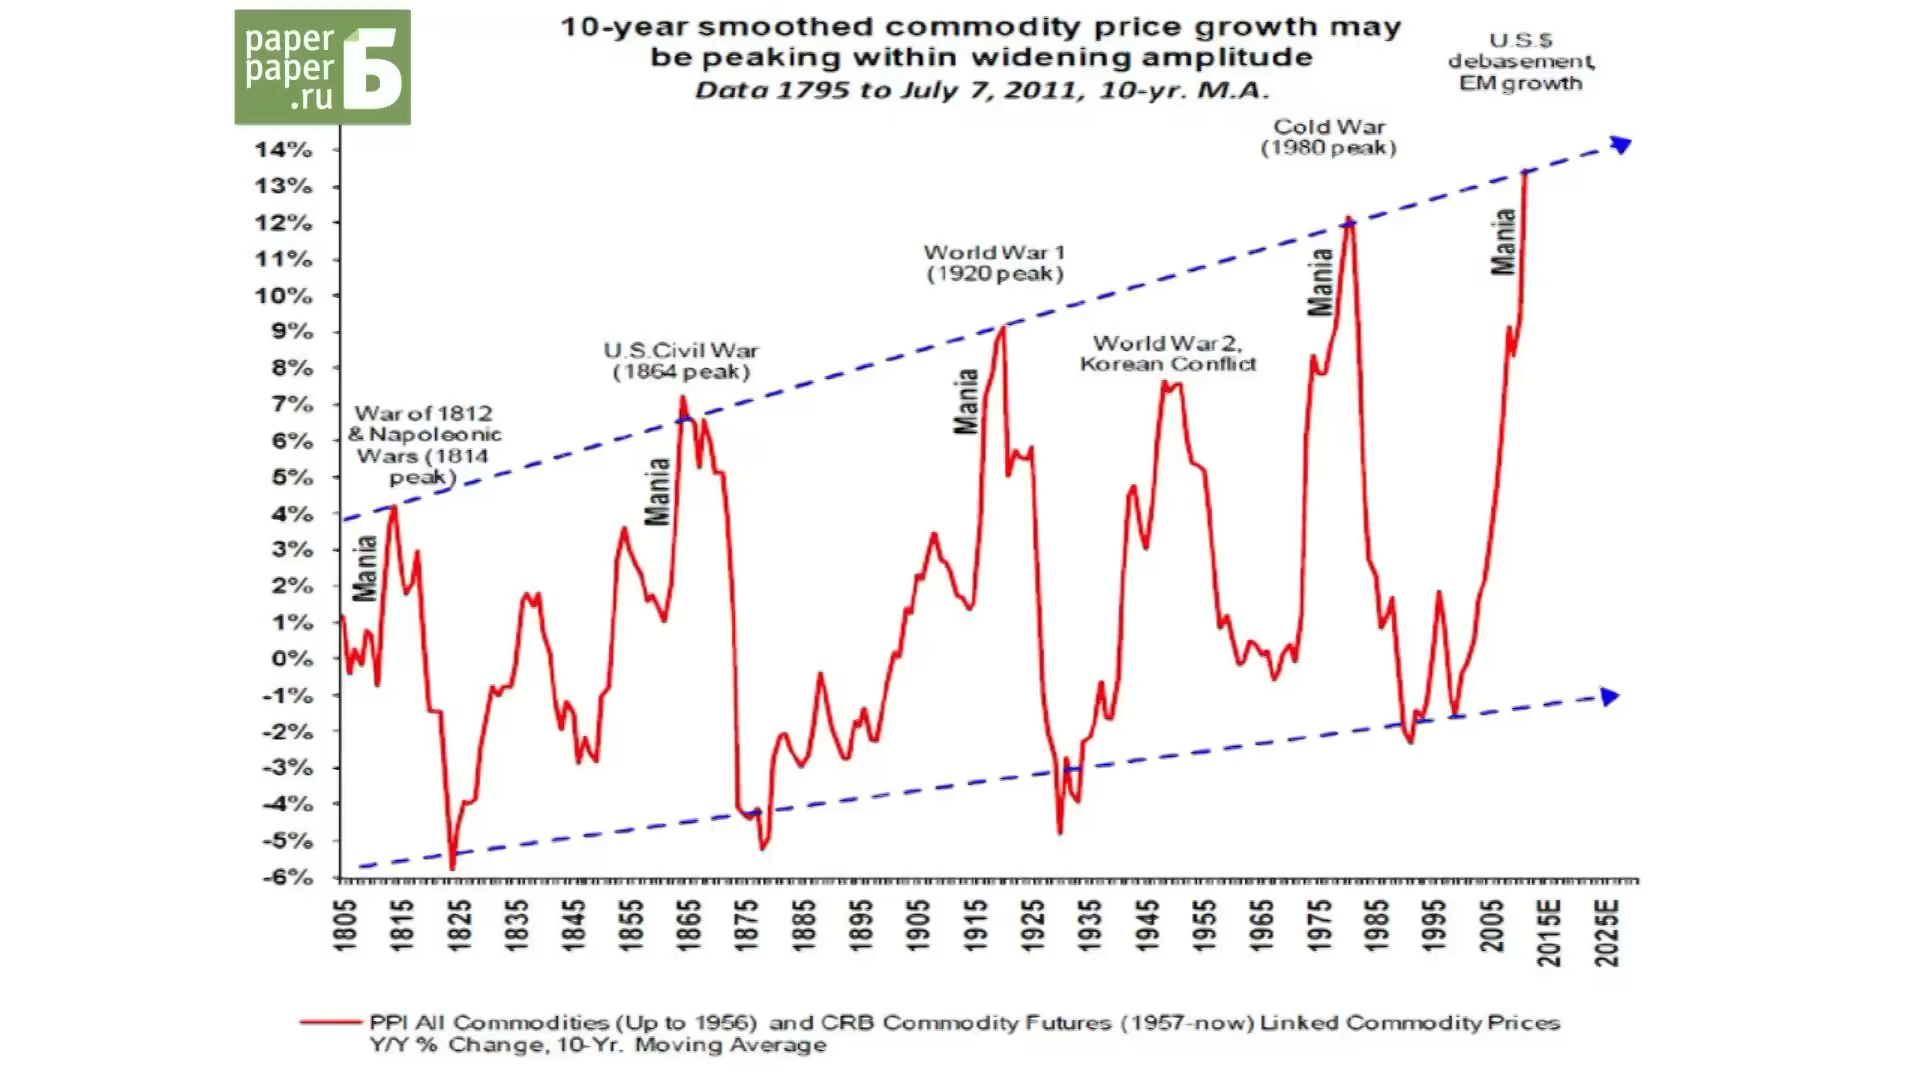 paper
paper
.ru
Б
10-year smoothed commodity price growth may
be peaking within widening amplitude
Data 1795 to July 7, 2011, 10-yr. M.A.
U.S.$
debasement,
EM growth
Cold War
(1980 peak)
World War 1
(1920 peak)
World War 2,
Korean Conflict
U.S.Civil War
(1864 peak)
War of 1812
& Napoleonic
Wars (1814
peak)
Mania
Mania
Mania
Mania
Mania
14%
13%
12%
11%
10%
9%
8%
7%
6%
5%
4%
3%
2%
1%
0%
-1%
-2%
-3%
-4%
-5%
-6%
1805
1815
1825
1835
1845
1855
1865
1875
1885
1895
1905
1915
1925
1935
1945
1955
1965
1975
1985
1995
2005
2015E
2025E
PPI All Commodities (Up to 1956) and CRB Commodity Futures (1957-now) Linked Commodity Prices
Y/Y % Change, 10-Yr. Moving Average